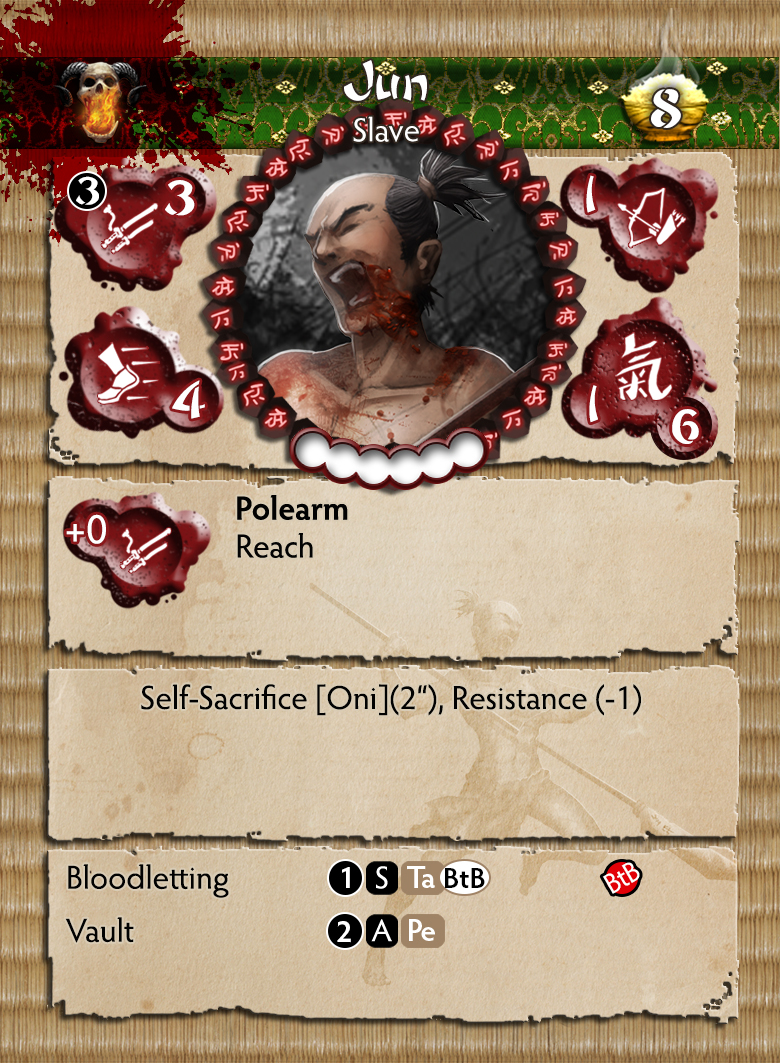 Jun
8
Slave
3 3
1
4
氣
1 6
+0 Polearm
Reach
Self-Sacrifice [Oni](2"), Resistance (-1)
Bloodletting 1 S Ta BtB BtB
Vault 2 A Pe